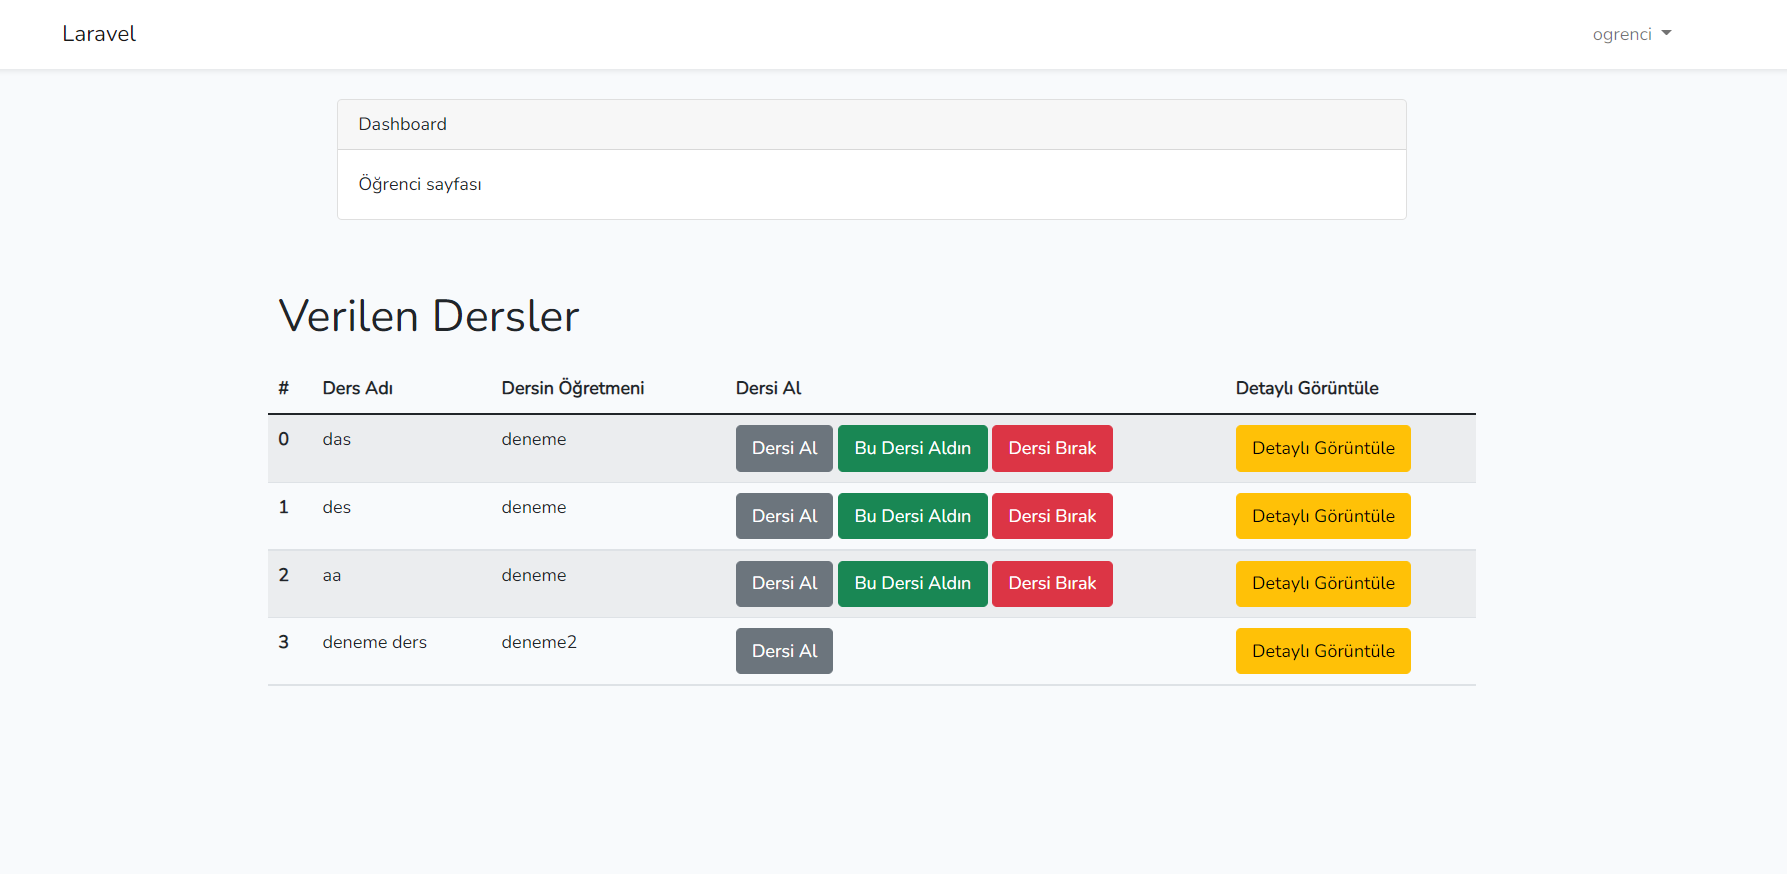 Laravel ogrenci
Dashboard
Öğrenci sayfası
Verilen Dersler
# Ders Adı Dersin Öğretmeni Dersi Al Detaylı Görüntüle
0 das deneme Dersi Al Bu Dersi Aldın Dersi Bırak Detaylı Görüntüle
1 des deneme Dersi Al Bu Dersi Aldın Dersi Bırak Detaylı Görüntüle
2 aa deneme Dersi Al Bu Dersi Aldın Dersi Bırak Detaylı Görüntüle
3 deneme ders deneme2 Dersi Al Detaylı Görüntüle